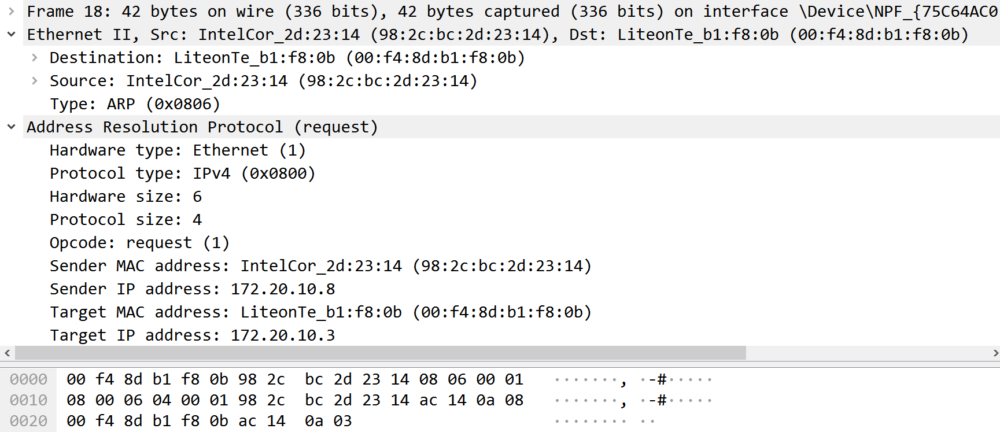 Frame 18: 42 bytes on wire (336 bits), 42 bytes captured (336 bits) on interface \Device\NPF_{75C64AC0
Ethernet II, Src: IntelCor_2d:23:14 (98:2c:bc:2d:23:14), Dst: LiteonTe_b1:f8:0b (00:f4:8d:b1:f8:0b)
Destination: LiteonTe_b1:f8:0b (00:f4:8d:b1:f8:0b)
Source: IntelCor_2d:23:14 (98:2c:bc:2d:23:14)
Type: ARP (0x0806)
Address Resolution Protocol (request)
Hardware type: Ethernet (1)
Protocol type: IPv4 (0x0800)
Hardware size: 6
Protocol size: 4
Opcode: request (1)
Sender MAC address: IntelCor_2d:23:14 (98:2c:bc:2d:23:14)
Sender IP address: 172.20.10.8
Target MAC address: LiteonTe_b1:f8:0b (00:f4:8d:b1:f8:0b)
Target IP address: 172.20.10.3
0000 00 f4 8d b1 f8 0b 98 2c bc 2d 23 14 08 06 00 01 ·······, ·-#·····
0010 08 00 06 04 00 01 98 2c bc 2d 23 14 ac 14 0a 08 ·······, ·-#·····
0020 00 f4 8d b1 f8 0b ac 14 0a 03 ········ ··